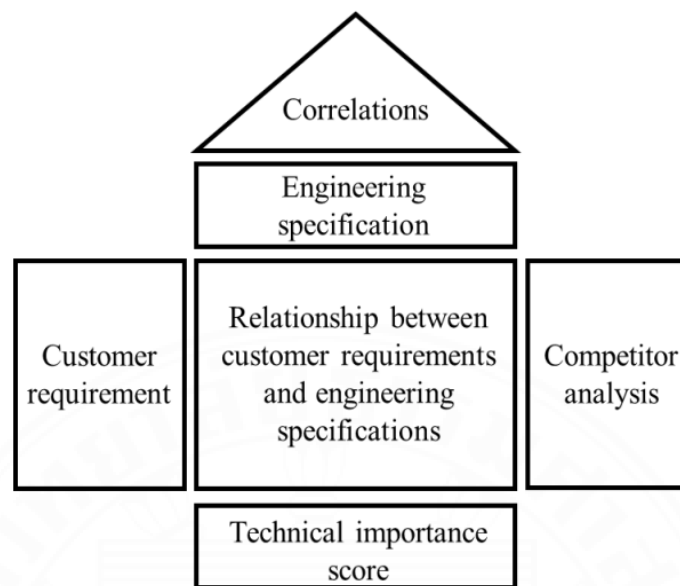 Correlations
Engineering
specification
Customer
requirement
Relationship between
customer requirements
and engineering
specifications
Competitor
analysis
Technical importance
score